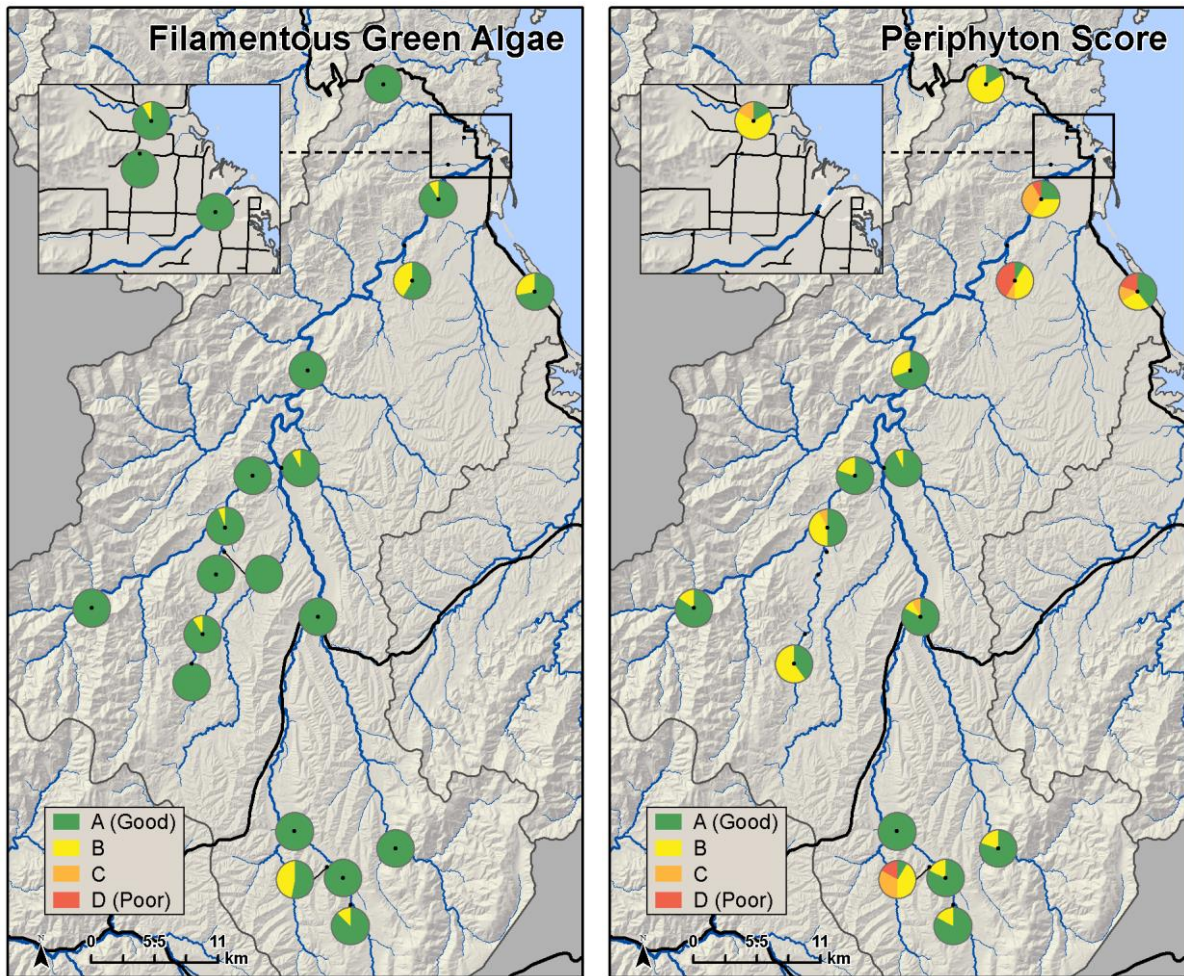 Filamentous Green Algae
A (Good)
B
C
D (Poor)
N
0 5.5 11
km
Periphyton Score
A (Good)
B
C
D (Poor)
N
0 5.5 11
km